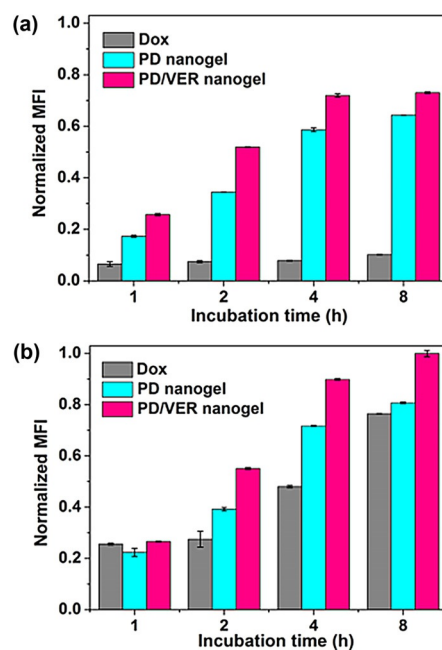 (a)
Normalized MFI
1.0
0.8
0.6
0.4
0.2
0.0
Dox
PD nanogel
PD/VER nanogel
1 2 4 8
Incubation time (h)
(b)
Normalized MFI
1.0
0.8
0.6
0.4
0.2
0.0
Dox
PD nanogel
PD/VER nanogel
1 2 4 8
Incubation time (h)